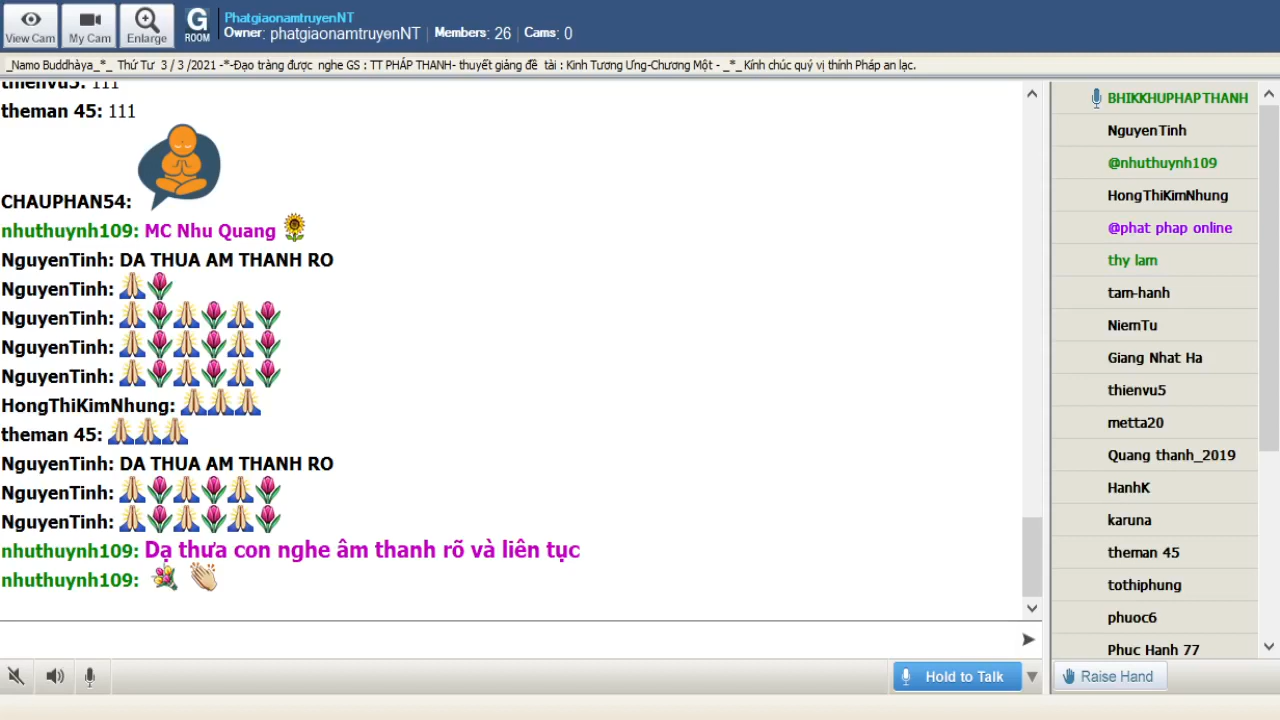 View Cam
My Cam
Enlarge
G
ROOM
PhatgiaonamtruyenNT
Owner: phatgiaonamtruyenNT | Members: 26 | Cams: 0
_Namo Buddhàya_*_ Thứ Tư 3 / 3 /2021 -*-Đạo tràng được nghe GS : TT PHÁP THANH- thuyết giảng đề tài : Kinh Tương Ưng-Chương Một - _*_ Kính chúc quý vị thính Pháp an lạc.
thienvu5: 111
theman 45: 111
CHAUPHAN54:
nhuthuynh109: MC Nhu Quang
NguyenTinh: DA THUA AM THANH RO
NguyenTinh:
NguyenTinh:
NguyenTinh:
NguyenTinh:
HongThiKimNhung:
theman 45:
NguyenTinh: DA THUA AM THANH RO
NguyenTinh:
NguyenTinh:
nhuthuynh109: Dạ thưa con nghe âm thanh rõ và liên tục
nhuthuynh109:
Hold to Talk
BHIKKHUPHAPTHANH
NguyenTinh
@nhuthuynh109
HongThiKimNhung
@phat phap online
thy lam
tam-hanh
NiemTu
Giang Nhat Ha
thienvu5
metta20
Quang thanh_2019
HanhK
karuna
theman 45
tothiphung
phuoc6
Phuc Hanh 77
Raise Hand